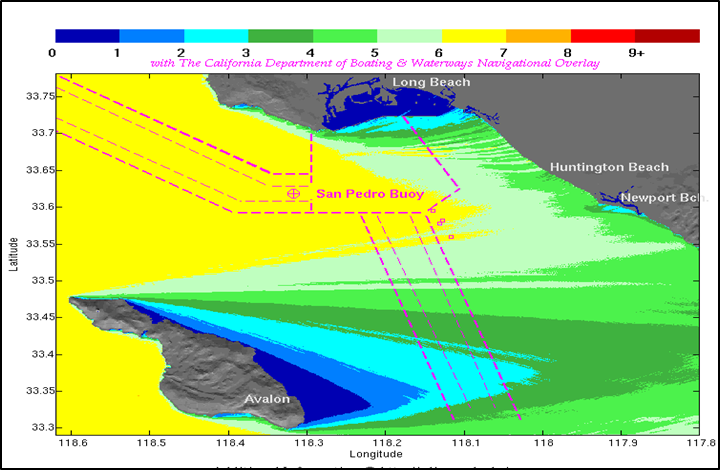 0 1 2 3 4 5 6 7 8 9+
with The California Department of Boating & Waterways Navigational Overlay
Long Beach
33.75
33.7
Huntington Beach
33.65
San Pedro Buoy
Newport Bch.
33.6
33.55
Latitude
33.5
33.45
33.4
33.35
Avalon
33.3
118.6 118.5 118.4 118.3 118.2 118.1 118 117.9 117.8
Longitude